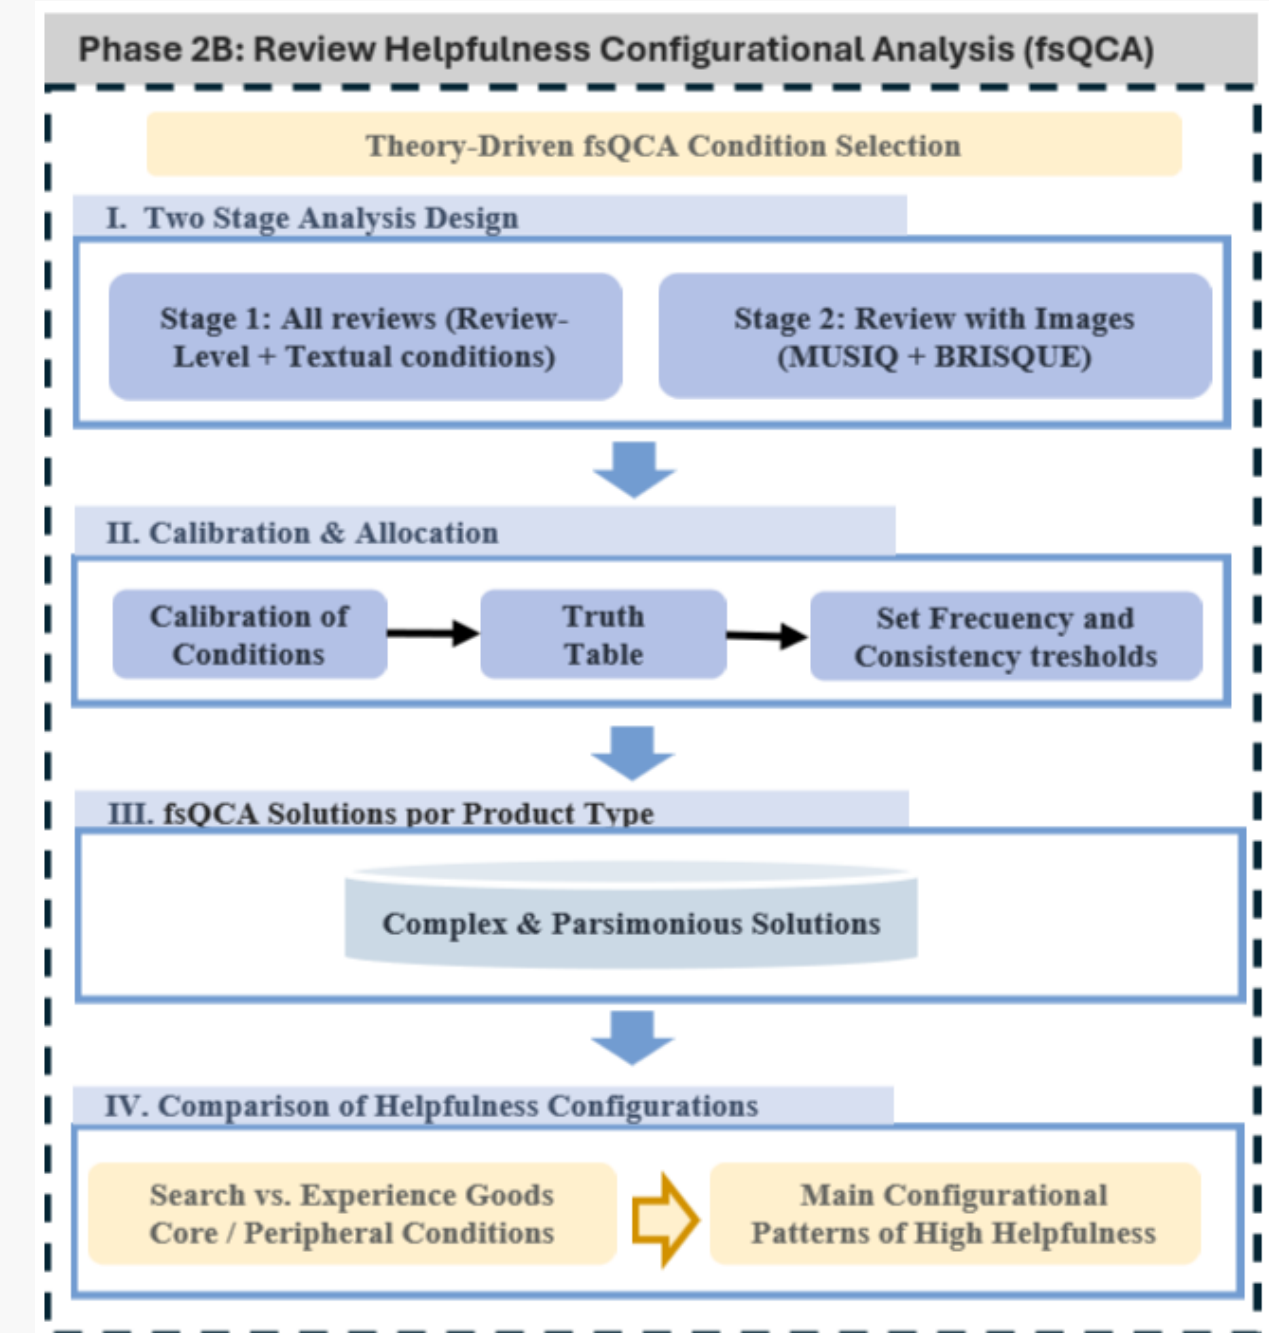 Phase 2B: Review Helpfulness Configurational Analysis (fsQCA)
Theory-Driven fsQCA Condition Selection
I. Two Stage Analysis Design
Stage 1: All reviews (Review-
Level + Textual conditions)
Stage 2: Review with Images
(MUSIQ + BRISQUE)
II. Calibration & Allocation
Calibration of
Conditions
Truth
Table
Set Frecuency and
Consistency tresholds
III. fsQCA Solutions por Product Type
Complex & Parsimonious Solutions
IV. Comparison of Helpfulness Configurations
Search vs. Experience Goods
Core / Peripheral Conditions
Main Configurational
Patterns of High Helpfulness